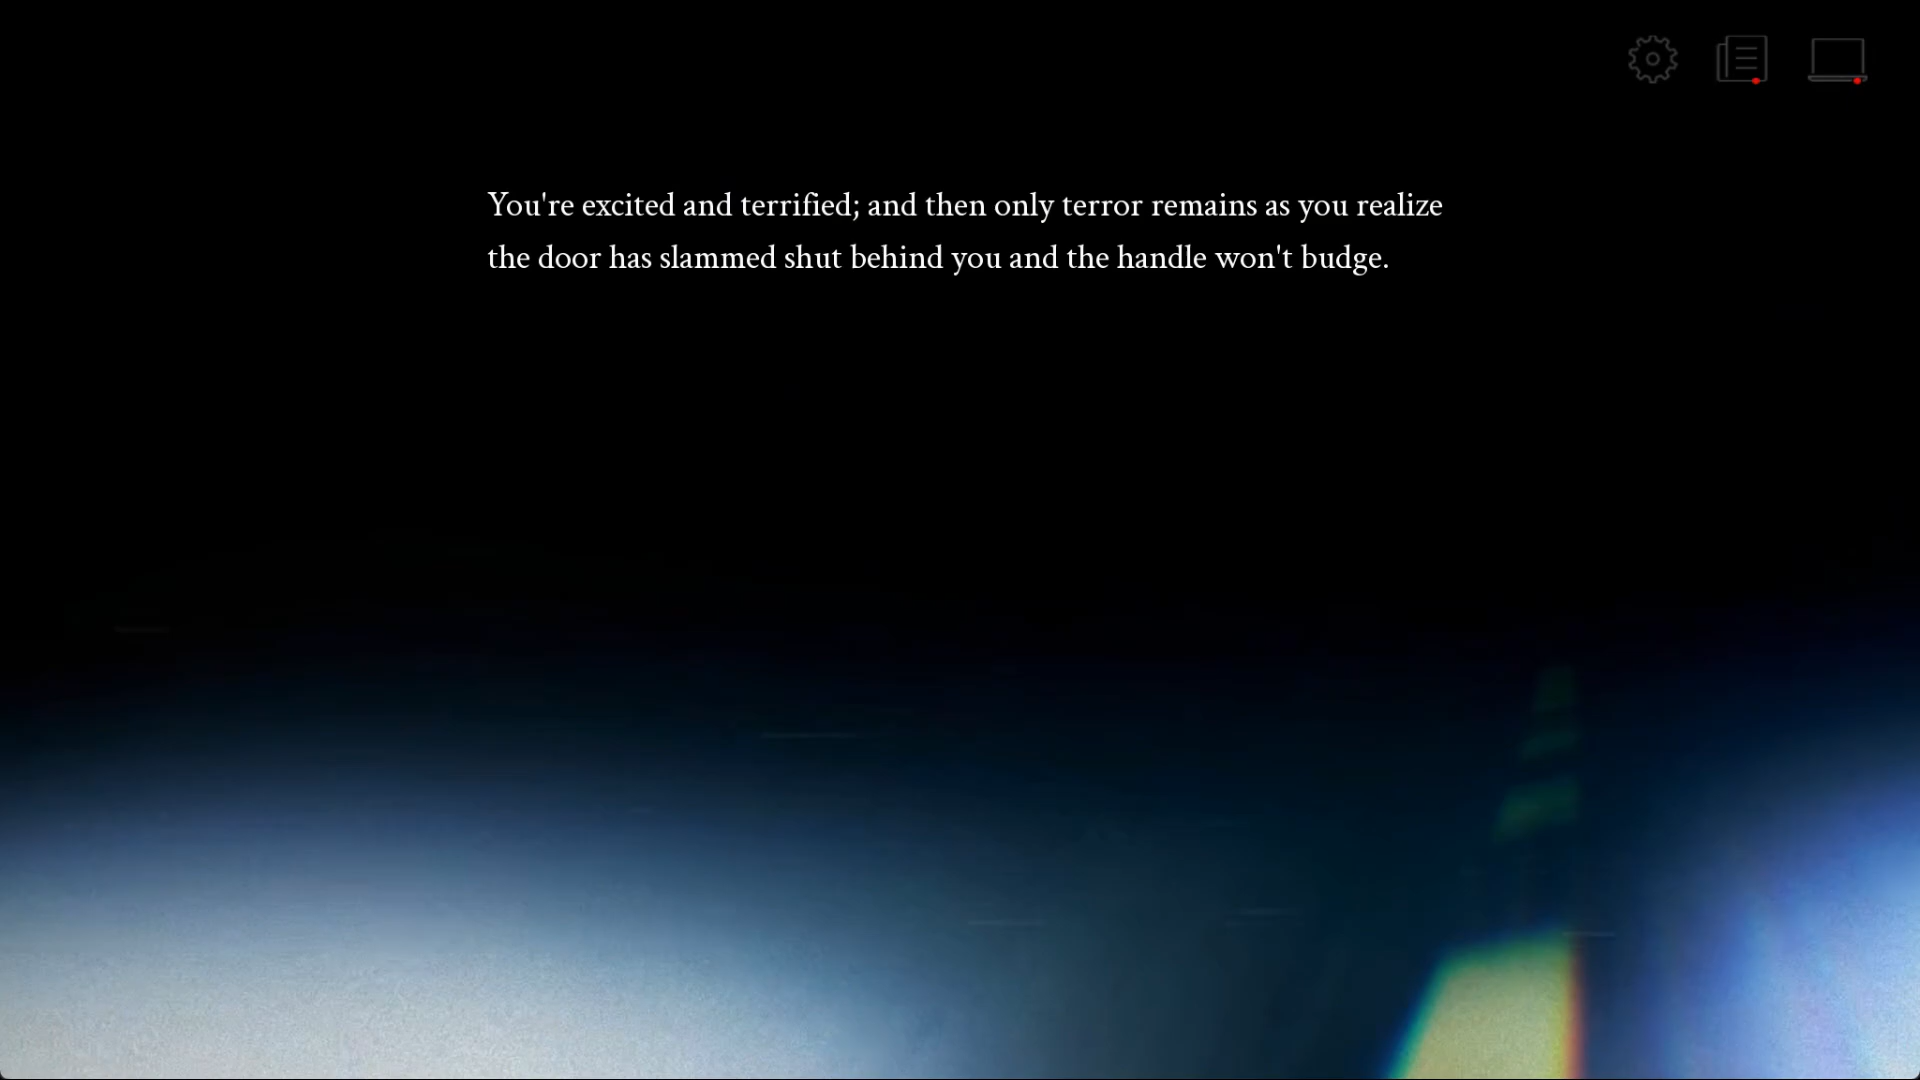 You're excited and terrified; and then only terror remains as you realize
the door has slammed shut behind you and the handle won't budge.